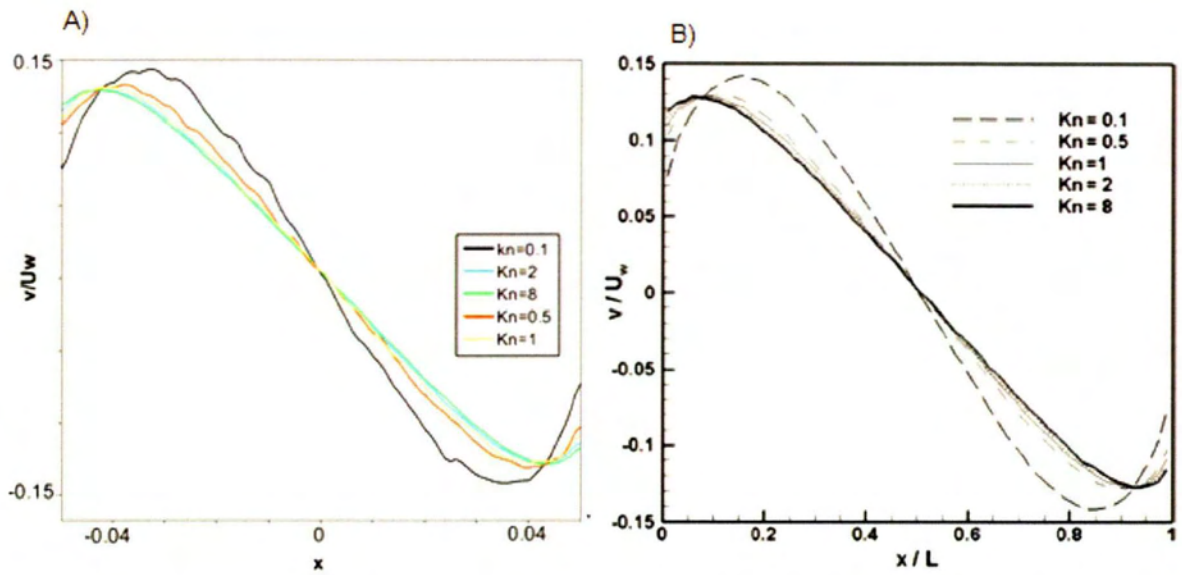 A)
0.15
v/Uw
-0.15
-0.04
0
0.04
x
kn=0.1
Kn=2
Kn=8
Kn=0.5
Kn=1
B)
0.15
0.1
0.05
0
-0.05
-0.1
-0.15
v / Uw
0
0.2
0.4
0.6
0.8
1
x / L
Kn = 0.1
Kn = 0.5
Kn =1
Kn = 2
Kn = 8